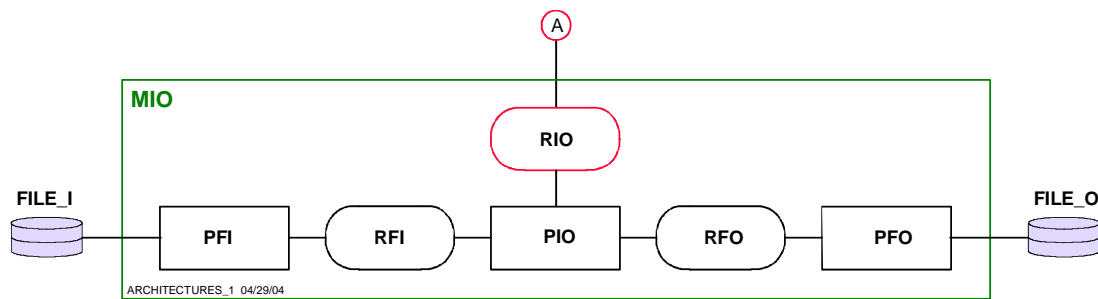 A
MIO
RIO
FILE_I
FILE_O
PFI
RFI
PIO
RFO
PFO
ARCHITECTURES_1 04/29/04